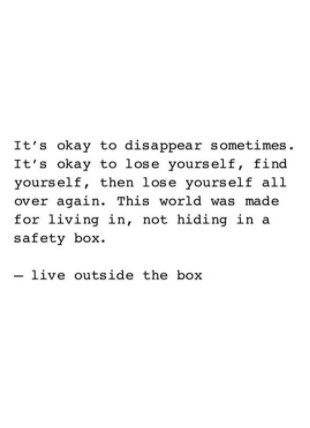 It’s okay to disappear sometimes.
It’s okay to lose yourself, find
yourself, then lose yourself all
over again. This world was made
for living in, not hiding in a
safety box.
— live outside the box